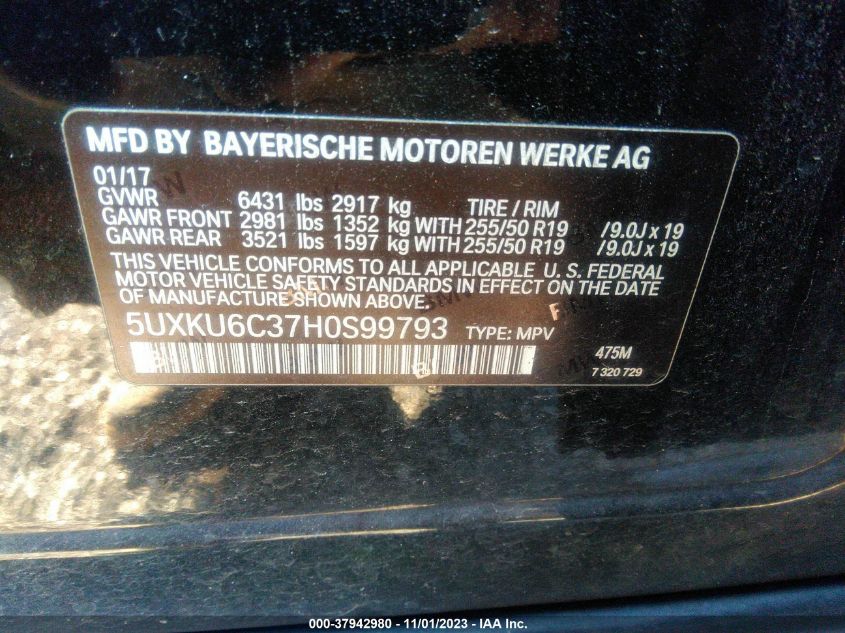 MFD BY BAYERISCHE MOTOREN WERKE AG
01/17
GVWR 6431 lbs 2917 kg TIRE / RIM
GAWR FRONT 2981 lbs 1352 kg WITH 255/50 R19 /9.0J x 19
GAWR REAR 3521 lbs 1597 kg WITH 255/50 R19 /9.0J x 19
THIS VEHICLE CONFORMS TO ALL APPLICABLE U. S. FEDERAL
MOTOR VEHICLE SAFETY STANDARDS IN EFFECT ON THE DATE
OF MANUFACTURE SHOWN ABOVE.
5UXKU6C37H0S99793 TYPE: MPV
475M
7 320 729
000-37942980 - 11/01/2023 - IAA Inc.